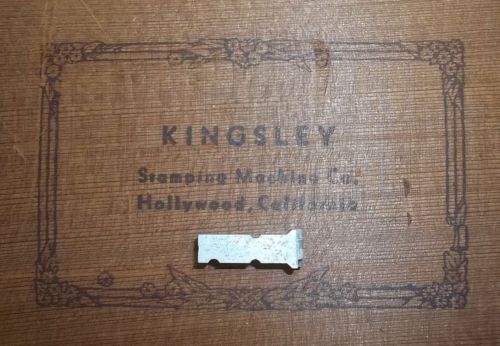 KINGSLEY
Stamping Machine Co.
Hollywood, California